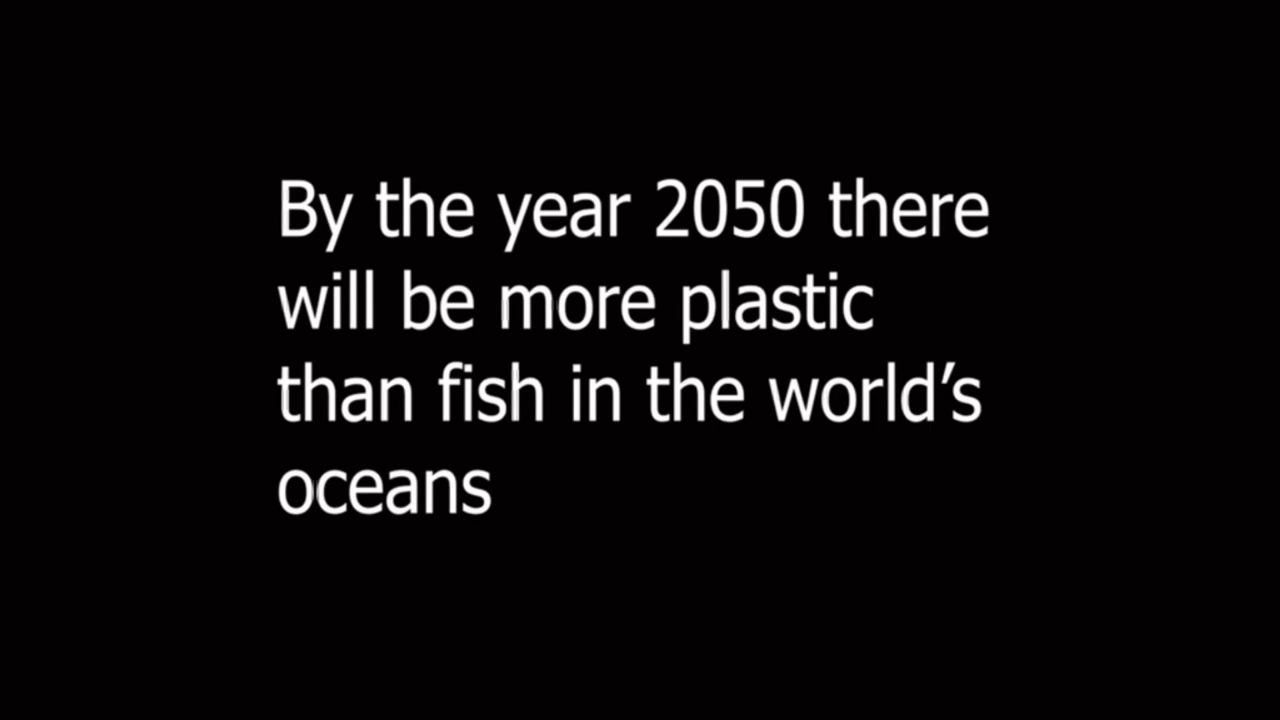 By the year 2050 there
will be more plastic
than fish in the world’s
oceans